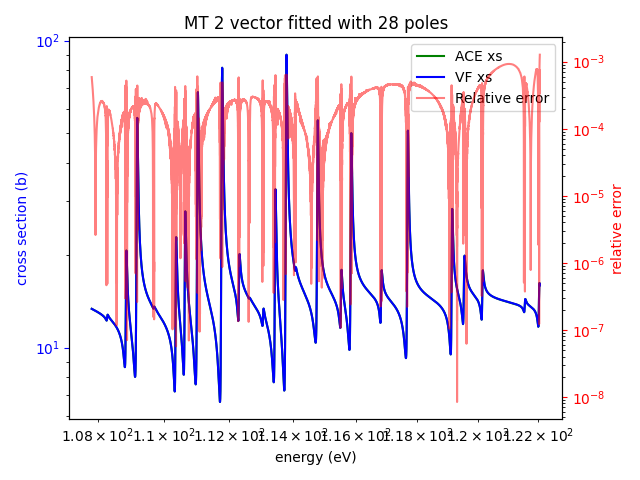 MT 2 vector fitted with 28 poles
ACE xs
VF xs
Relative error
cross section (b)
10²
10¹
relative error
10⁻³
10⁻⁴
10⁻⁵
10⁻⁶
10⁻⁷
10⁻⁸
1.08 × 10² 1.1 × 10² 1.12 × 10² 1.14 × 10² 1.16 × 10² 1.18 × 10² 1.2 × 10² 1.22 × 10²
energy (eV)